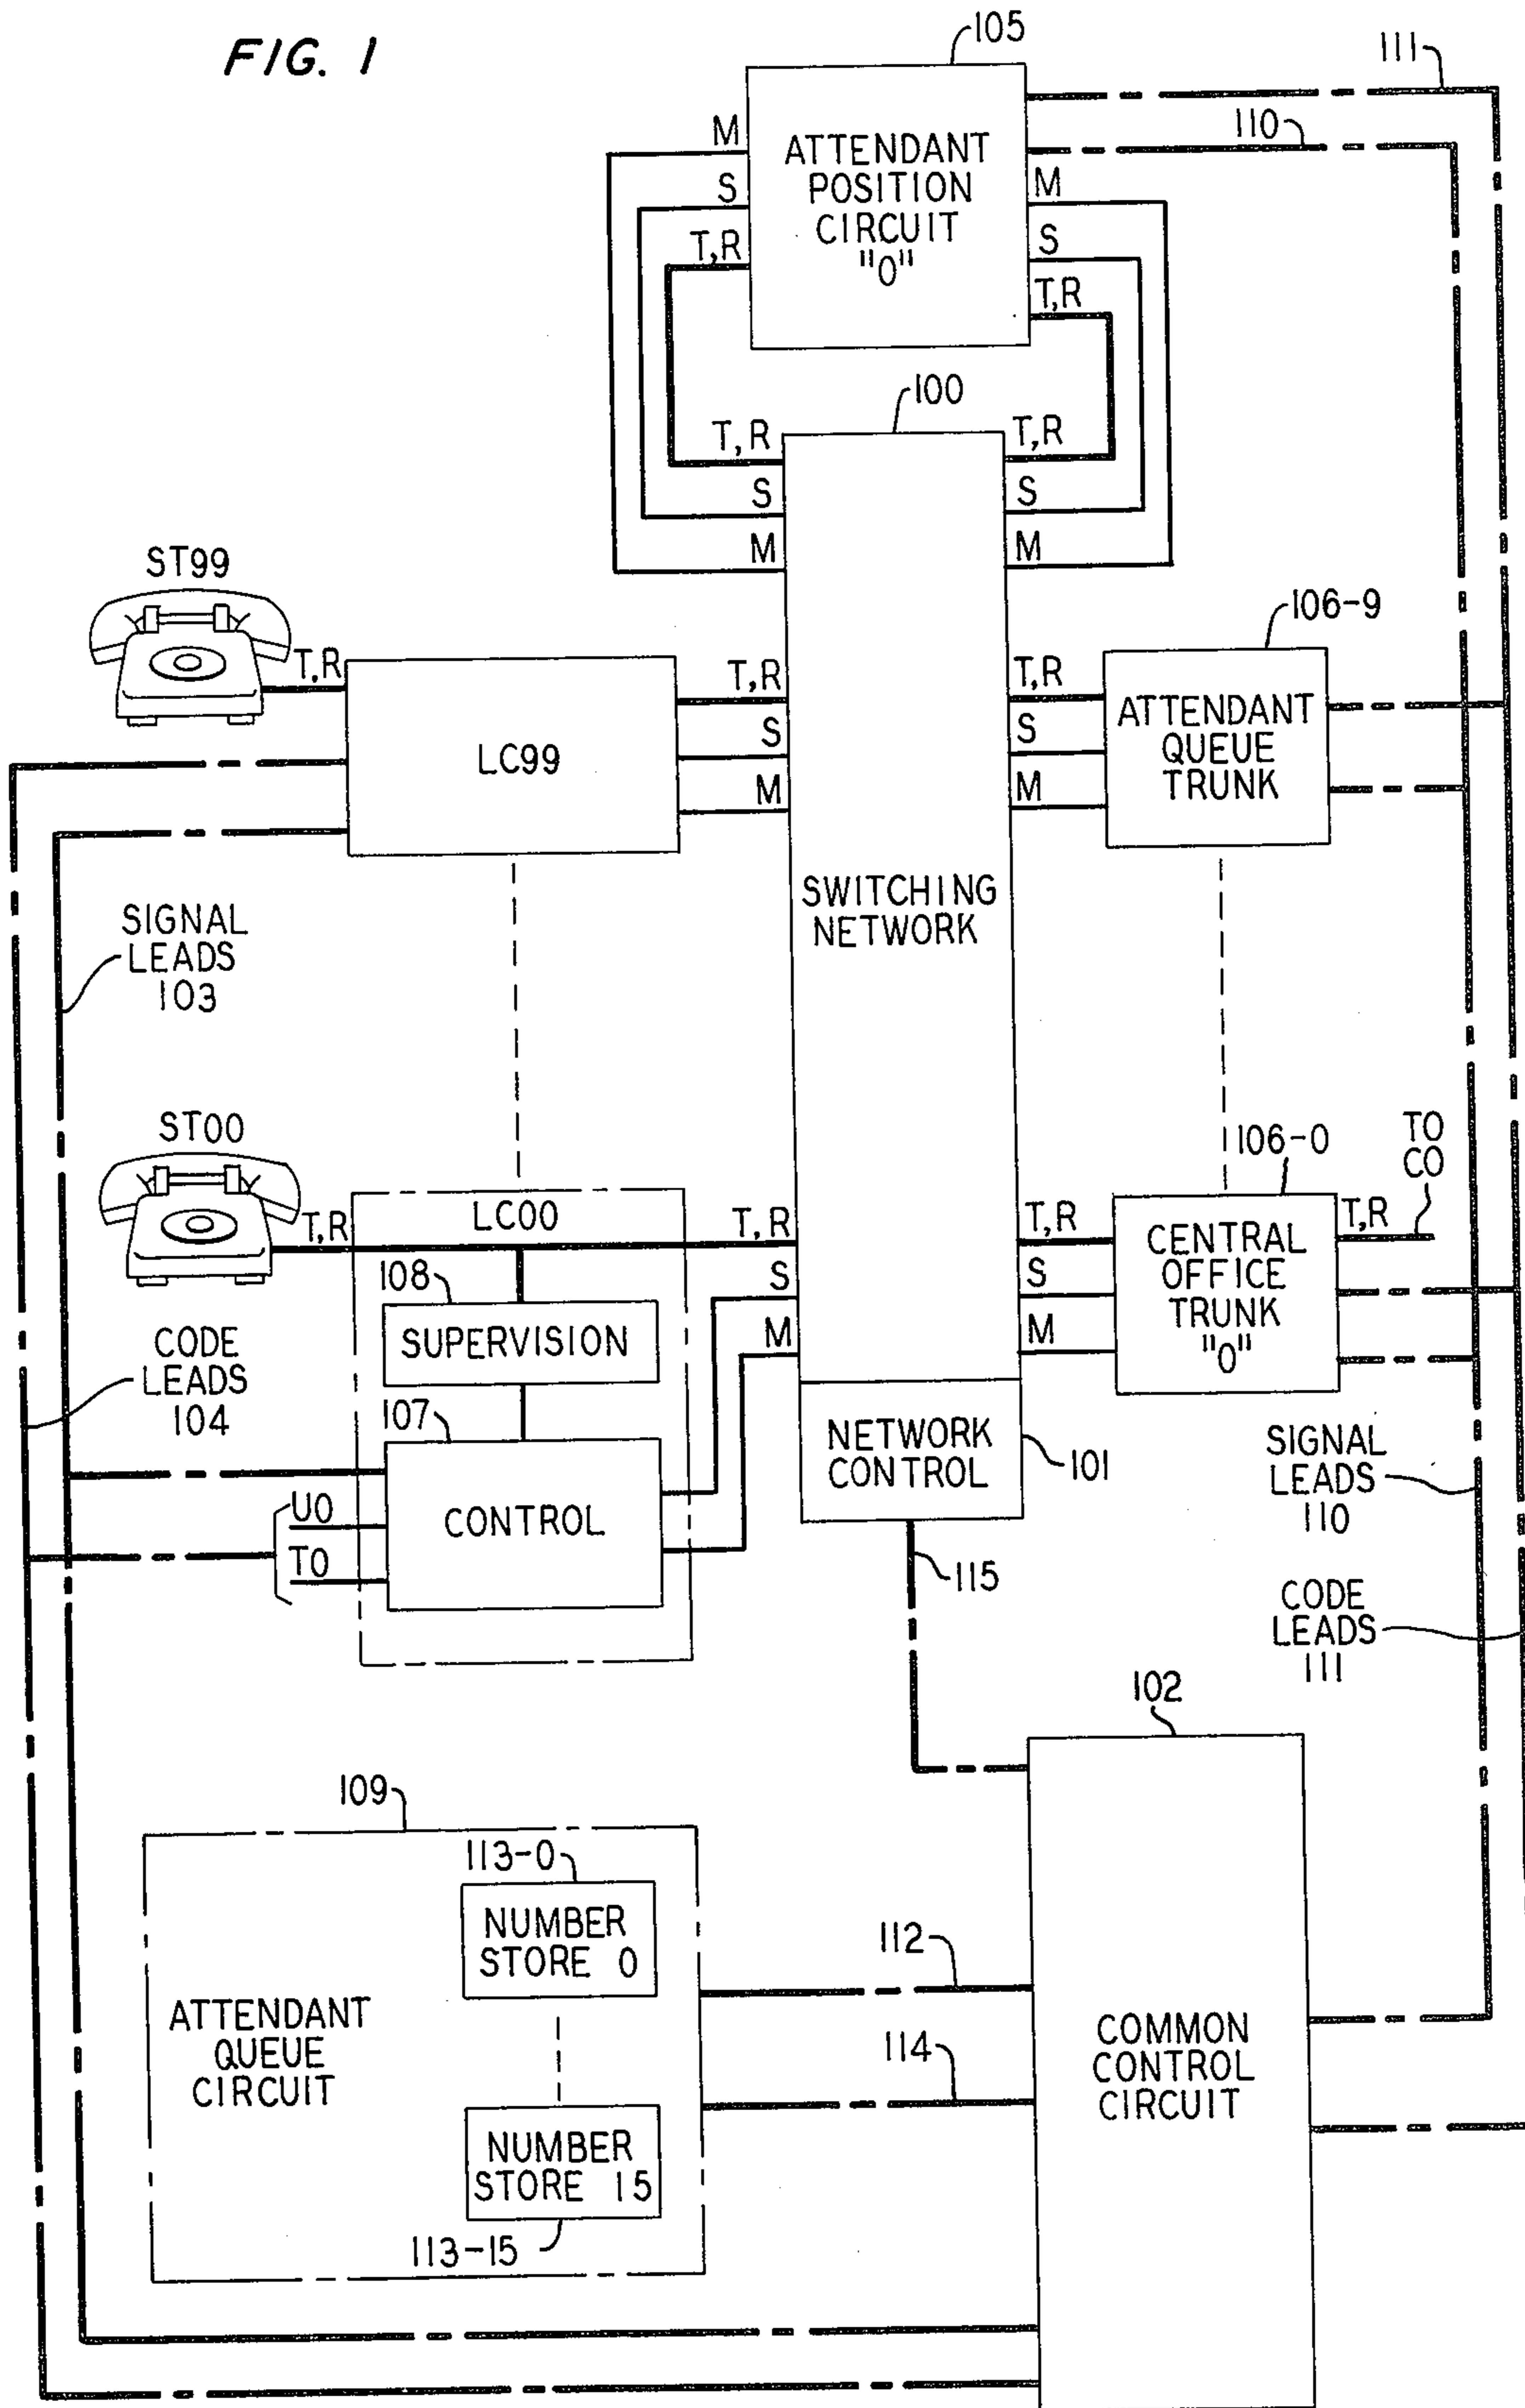 FIG. 1
105
111
110
M
S
T,R
ATTENDANT
POSITION
CIRCUIT
"0"
M
S
T,R
100
T,R
S
M
T,R
S
M
ST99
T,R
LC99
T,R
S
M
SWITCHING
NETWORK
T,R
S
M
106-9
ATTENDANT
QUEUE
TRUNK
SIGNAL
LEADS
103
ST00
T,R
LC00
T,R
S
M
108
SUPERVISION
107
CONTROL
U0
T0
CODE
LEADS
104
T,R
S
M
106-0
CENTRAL
OFFICE
TRUNK
"0"
T,R
TO
CO
NETWORK
CONTROL
101
115
SIGNAL
LEADS
110
CODE
LEADS
111
102
COMMON
CONTROL
CIRCUIT
109
113-0
NUMBER
STORE 0
ATTENDANT
QUEUE
CIRCUIT
NUMBER
STORE 15
113-15
112
114